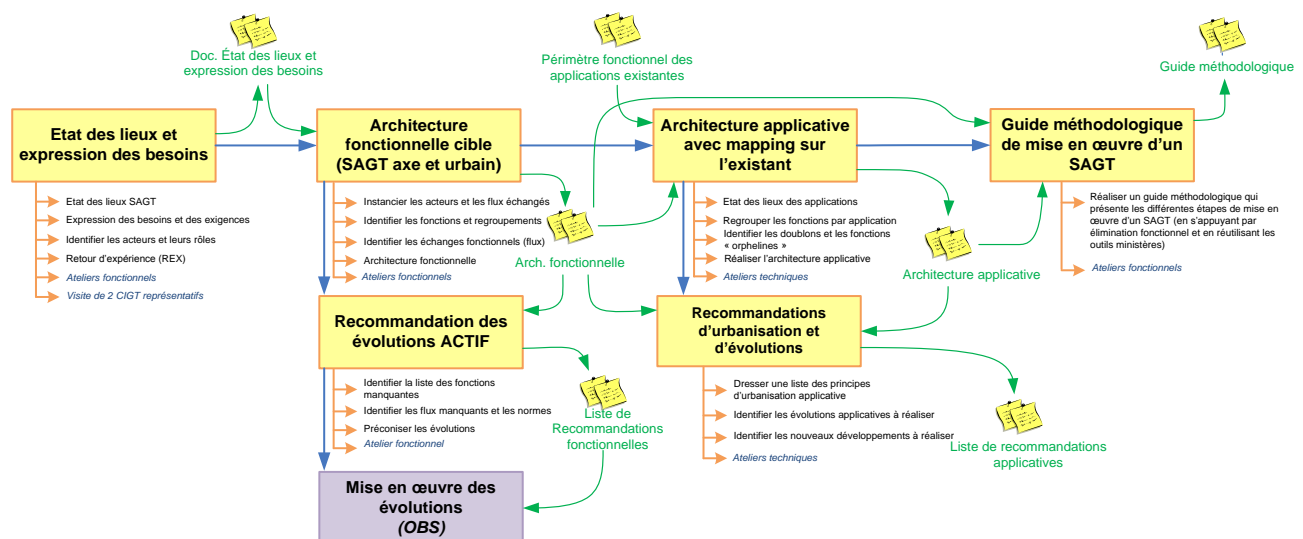 Doc. État des lieux et
expression des besoins
Périmètre fonctionnel des
applications existantes
Guide méthodologique
Etat des lieux et
expression des besoins
Architecture
fonctionnelle cible
(SAGT axe et urbain)
Architecture applicative
avec mapping sur
l'existant
Guide méthodologique
de mise en œuvre d'un
SAGT
Etat des lieux SAGT
Expression des besoins et des exigences
Identifier les acteurs et leurs rôles
Retour d'expérience (REX)
Ateliers fonctionnels
Visite de 2 CIGT représentatifs
Instancier les acteurs et les flux échangés
Identifier les fonctions et regroupements
Identifier les échanges fonctionnels (flux)
Architecture fonctionnelle
Ateliers fonctionnels
Arch. fonctionnelle
Etat des lieux des applications
Regrouper les fonctions par application
Identifier les doublons et les fonctions
« orphelines »
Réaliser l'architecture applicative
Ateliers techniques
Architecture applicative
Réaliser un guide méthodologique qui
présente les différentes étapes de mise en
œuvre d'un SAGT (en s'appuyant par
élimination fonctionnel et en réutilisant les
outils ministères)
Ateliers fonctionnels
Recommandation des
évolutions ACTIF
Recommandations
d'urbanisation et
d'évolutions
Identifier la liste des fonctions
manquantes
Identifier les flux manquants et les normes
Préconiser les évolutions
Atelier fonctionnel
Liste de
Recommandations
fonctionnelles
Dresser une liste des principes
d'urbanisation applicative
Identifier les évolutions applicatives à réaliser
Identifier les nouveaux développements à réaliser
Ateliers techniques
Liste de recommandations
applicatives
Mise en œuvre des
évolutions
(OBS)